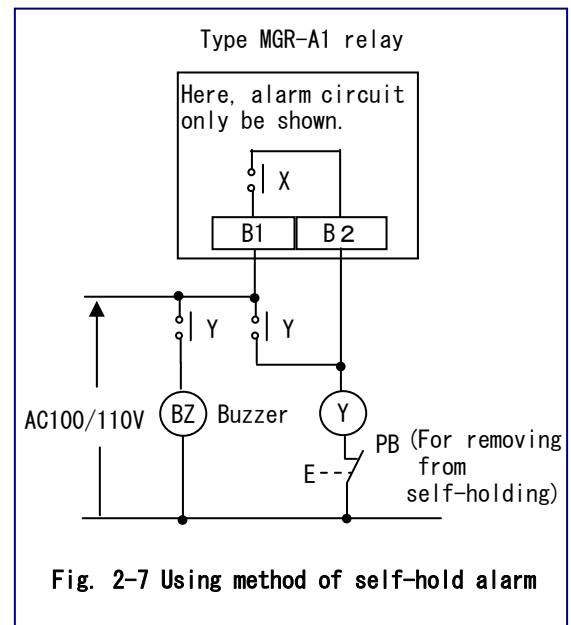 Type MGR-A1 relay
Here, alarm circuit
only be shown.
X
B1
B２
Y
Y
AC100/110V
BZ
Buzzer
Y
PB (For removing
from
self-holding)
E
Fig. 2-7 Using method of self-hold alarm